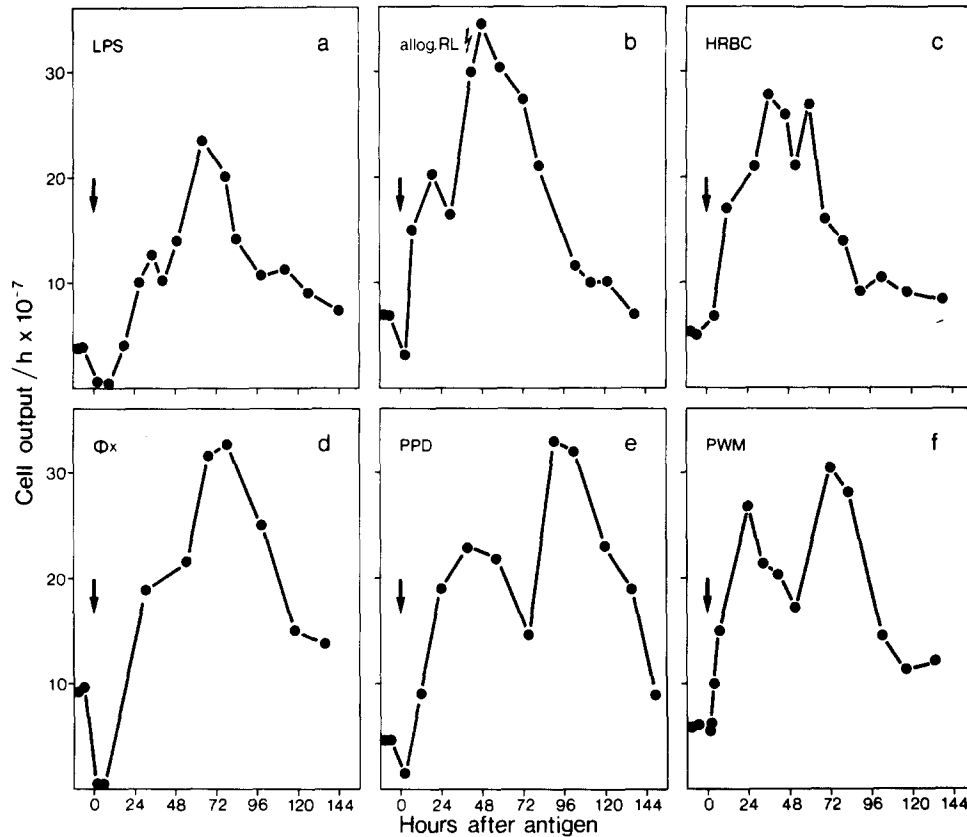 LPS a
allog.RL b
HRBC c
30
20
10
Cell output / h x 10⁻⁷
Φx d
PPD e
PWM f
30
20
10
0 24 48 72 96 120 144
0 24 48 72 96 120 144
0 24 48 72 96 120 144
Hours after antigen